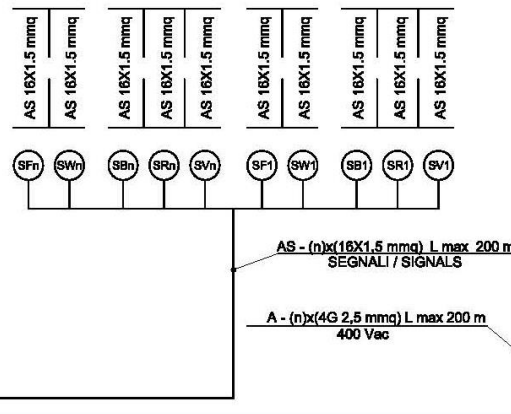 AS 16X1.5 mmq AS 16X1.5 mmq AS 16X1.5 mmq AS 16X1.5 mmq AS 16X1.5 mmq AS 16X1.5 mmq AS 16X1.5 mmq AS 16X1.5 mmq AS 16X1.5 mmq AS 16X1.5 mmq
SFn SWn SBn SRn SVn SF1 SW1 SB1 SR1 SV1
AS - (n)x(16X1,5 mmq) L max 200 m
SEGNALI / SIGNALS
A - (n)x(4G 2,5 mmq) L max 200 m
400 Vac